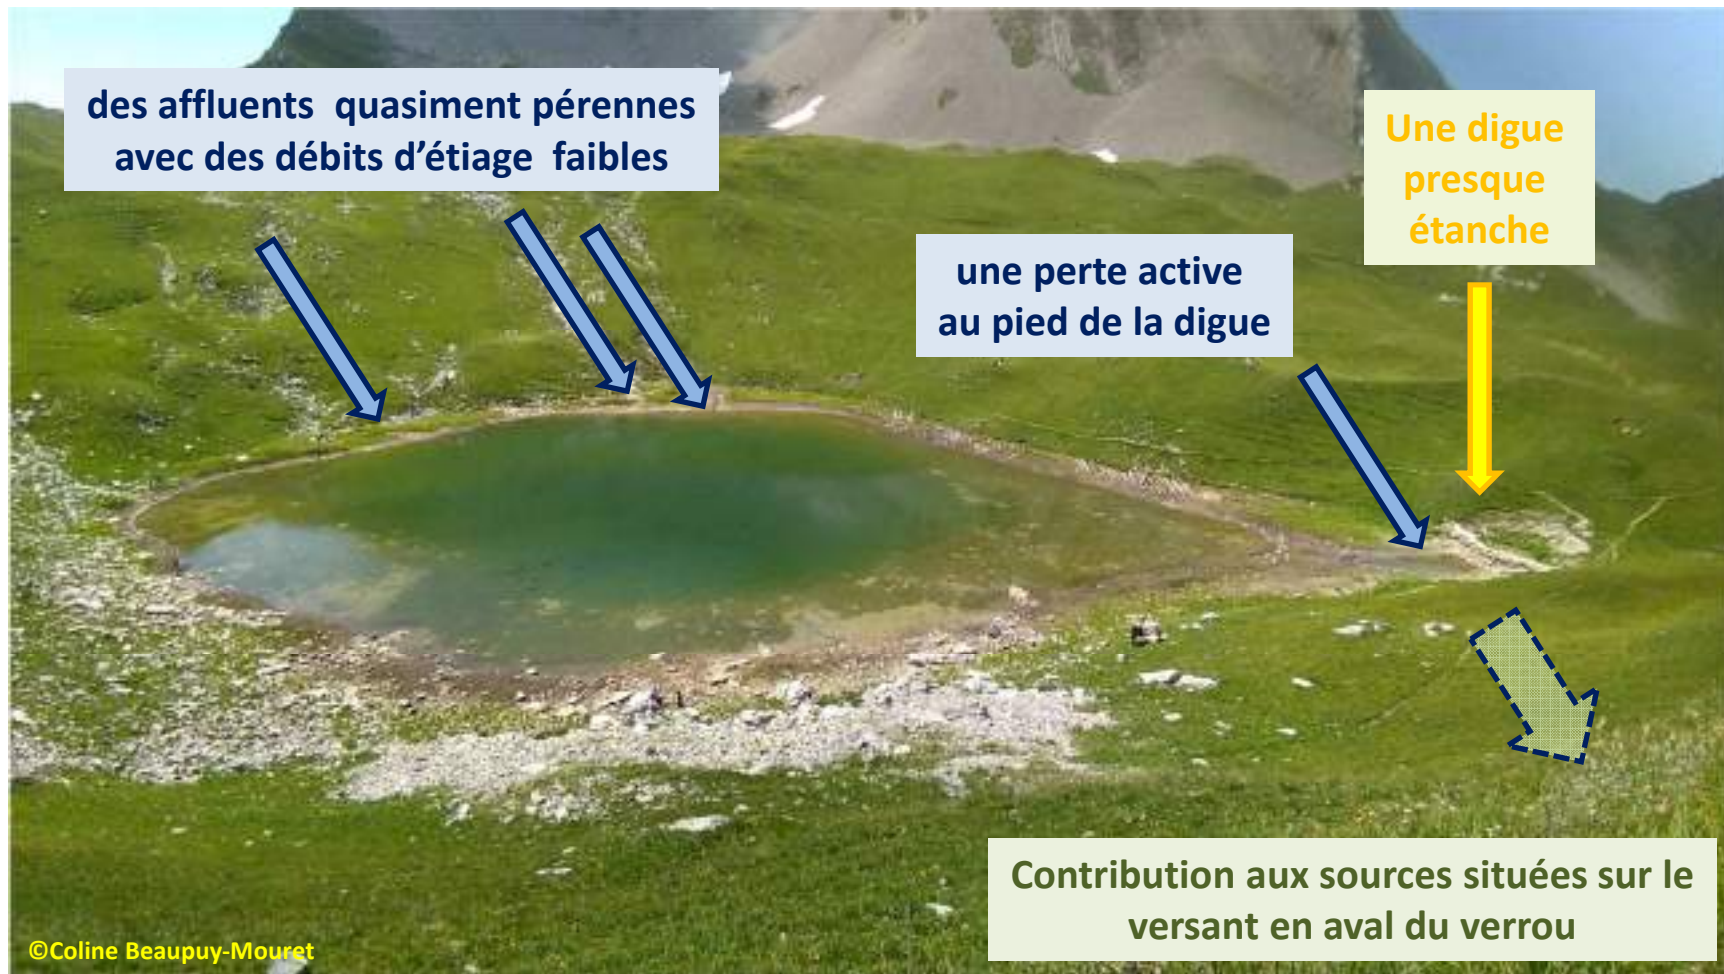 des affluents quasiment pérennes
avec des débits d’étiage faibles
Une digue
presque
étanche
une perte active
au pied de la digue
Contribution aux sources situées sur le
versant en aval du verrou
©Coline Beaupuy-Mouret